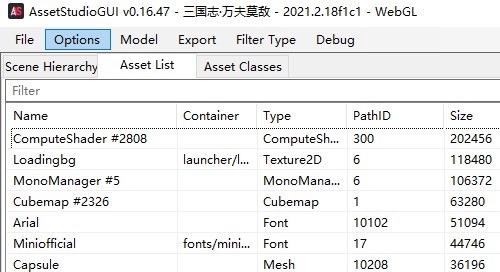 AssetStudioGUI v0.16.47 - 三国志·万夫莫敌 - 2021.2.18f1c1 - WebGL
File Options Model Export Filter Type Debug
Scene Hierarchy Asset List Asset Classes
Filter
Name Container Type PathID Size
ComputeShader #2808 ComputeSh... 300 202456
Loadingbg launcher/l... Texture2D 6 118480
MonoManager #5 MonoMana... 6 106372
Cubemap #2326 Cubemap 1 63280
Arial Font 10102 51094
Miniofficial fonts/mini... Font 17 44746
Capsule Mesh 10208 36196